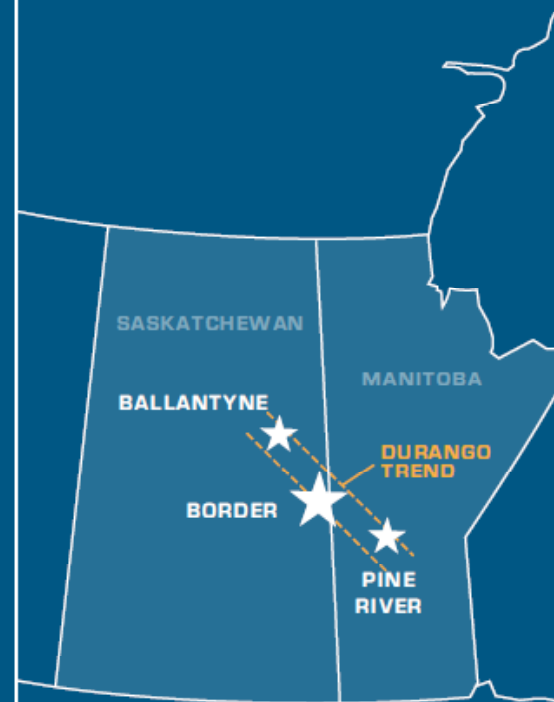 SASKATCHEWAN
MANITOBA
BALLANTYNE
DURANGO
TREND
BORDER
PINE
RIVER